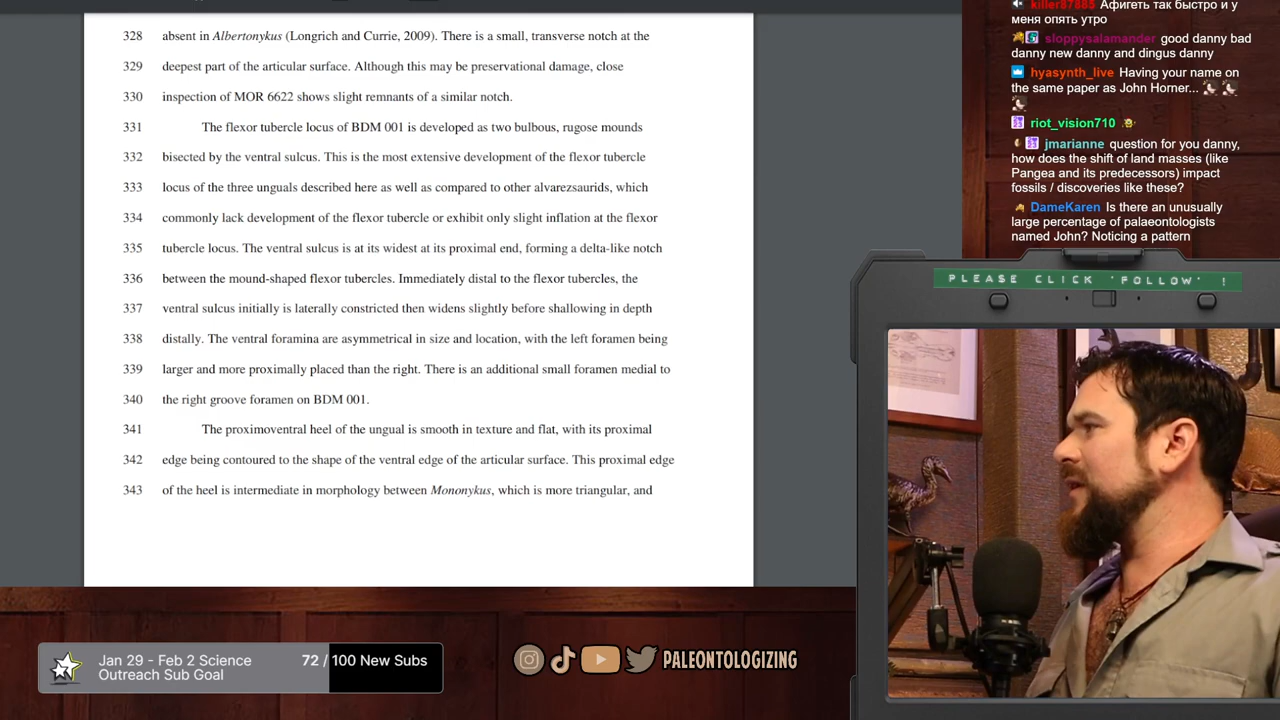 328 absent in Albertonykus (Longrich and Currie, 2009). There is a small, transverse notch at the
329 deepest part of the articular surface. Although this may be preservational damage, close
330 inspection of MOR 6622 shows slight remnants of a similar notch.
331 The flexor tubercle locus of BDM 001 is developed as two bulbous, rugose mounds
332 bisected by the ventral sulcus. This is the most extensive development of the flexor tubercle
333 locus of the three unguals described here as well as compared to other alvarezsaurids, which
334 commonly lack development of the flexor tubercle or exhibit only slight inflation at the flexor
335 tubercle locus. The ventral sulcus is at its widest at its proximal end, forming a delta-like notch
336 between the mound-shaped flexor tubercles. Immediately distal to the flexor tubercles, the
337 ventral sulcus initially is laterally constricted then widens slightly before shallowing in depth
338 distally. The ventral foramina are asymmetrical in size and location, with the left foramen being
339 larger and more proximally placed than the right. There is an additional small foramen medial to
340 the right groove foramen on BDM 001.
341 The proximoventral heel of the ungual is smooth in texture and flat, with its proximal
342 edge being contoured to the shape of the ventral edge of the articular surface. This proximal edge
343 of the heel is intermediate in morphology between Mononykus, which is more triangular, and
killer87885 Афигеть так быстро и у
меня опять утро
sloppysalamander good danny bad
danny new danny and dingus danny
hyasynth_live Having your name on
the same paper as John Horner...
riot_vision710
jmarianne question for you danny,
how does the shift of land masses (like
Pangea and its predecessors) impact
fossils / discoveries like these?
DameKaren Is there an unusually
large percentage of palaeontologists
named John? Noticing a pattern
PLEASE CLICK 'FOLLOW' !
Jan 29 - Feb 2 Science
Outreach Sub Goal
72 / 100 New Subs
PALEONTOLOGIZING